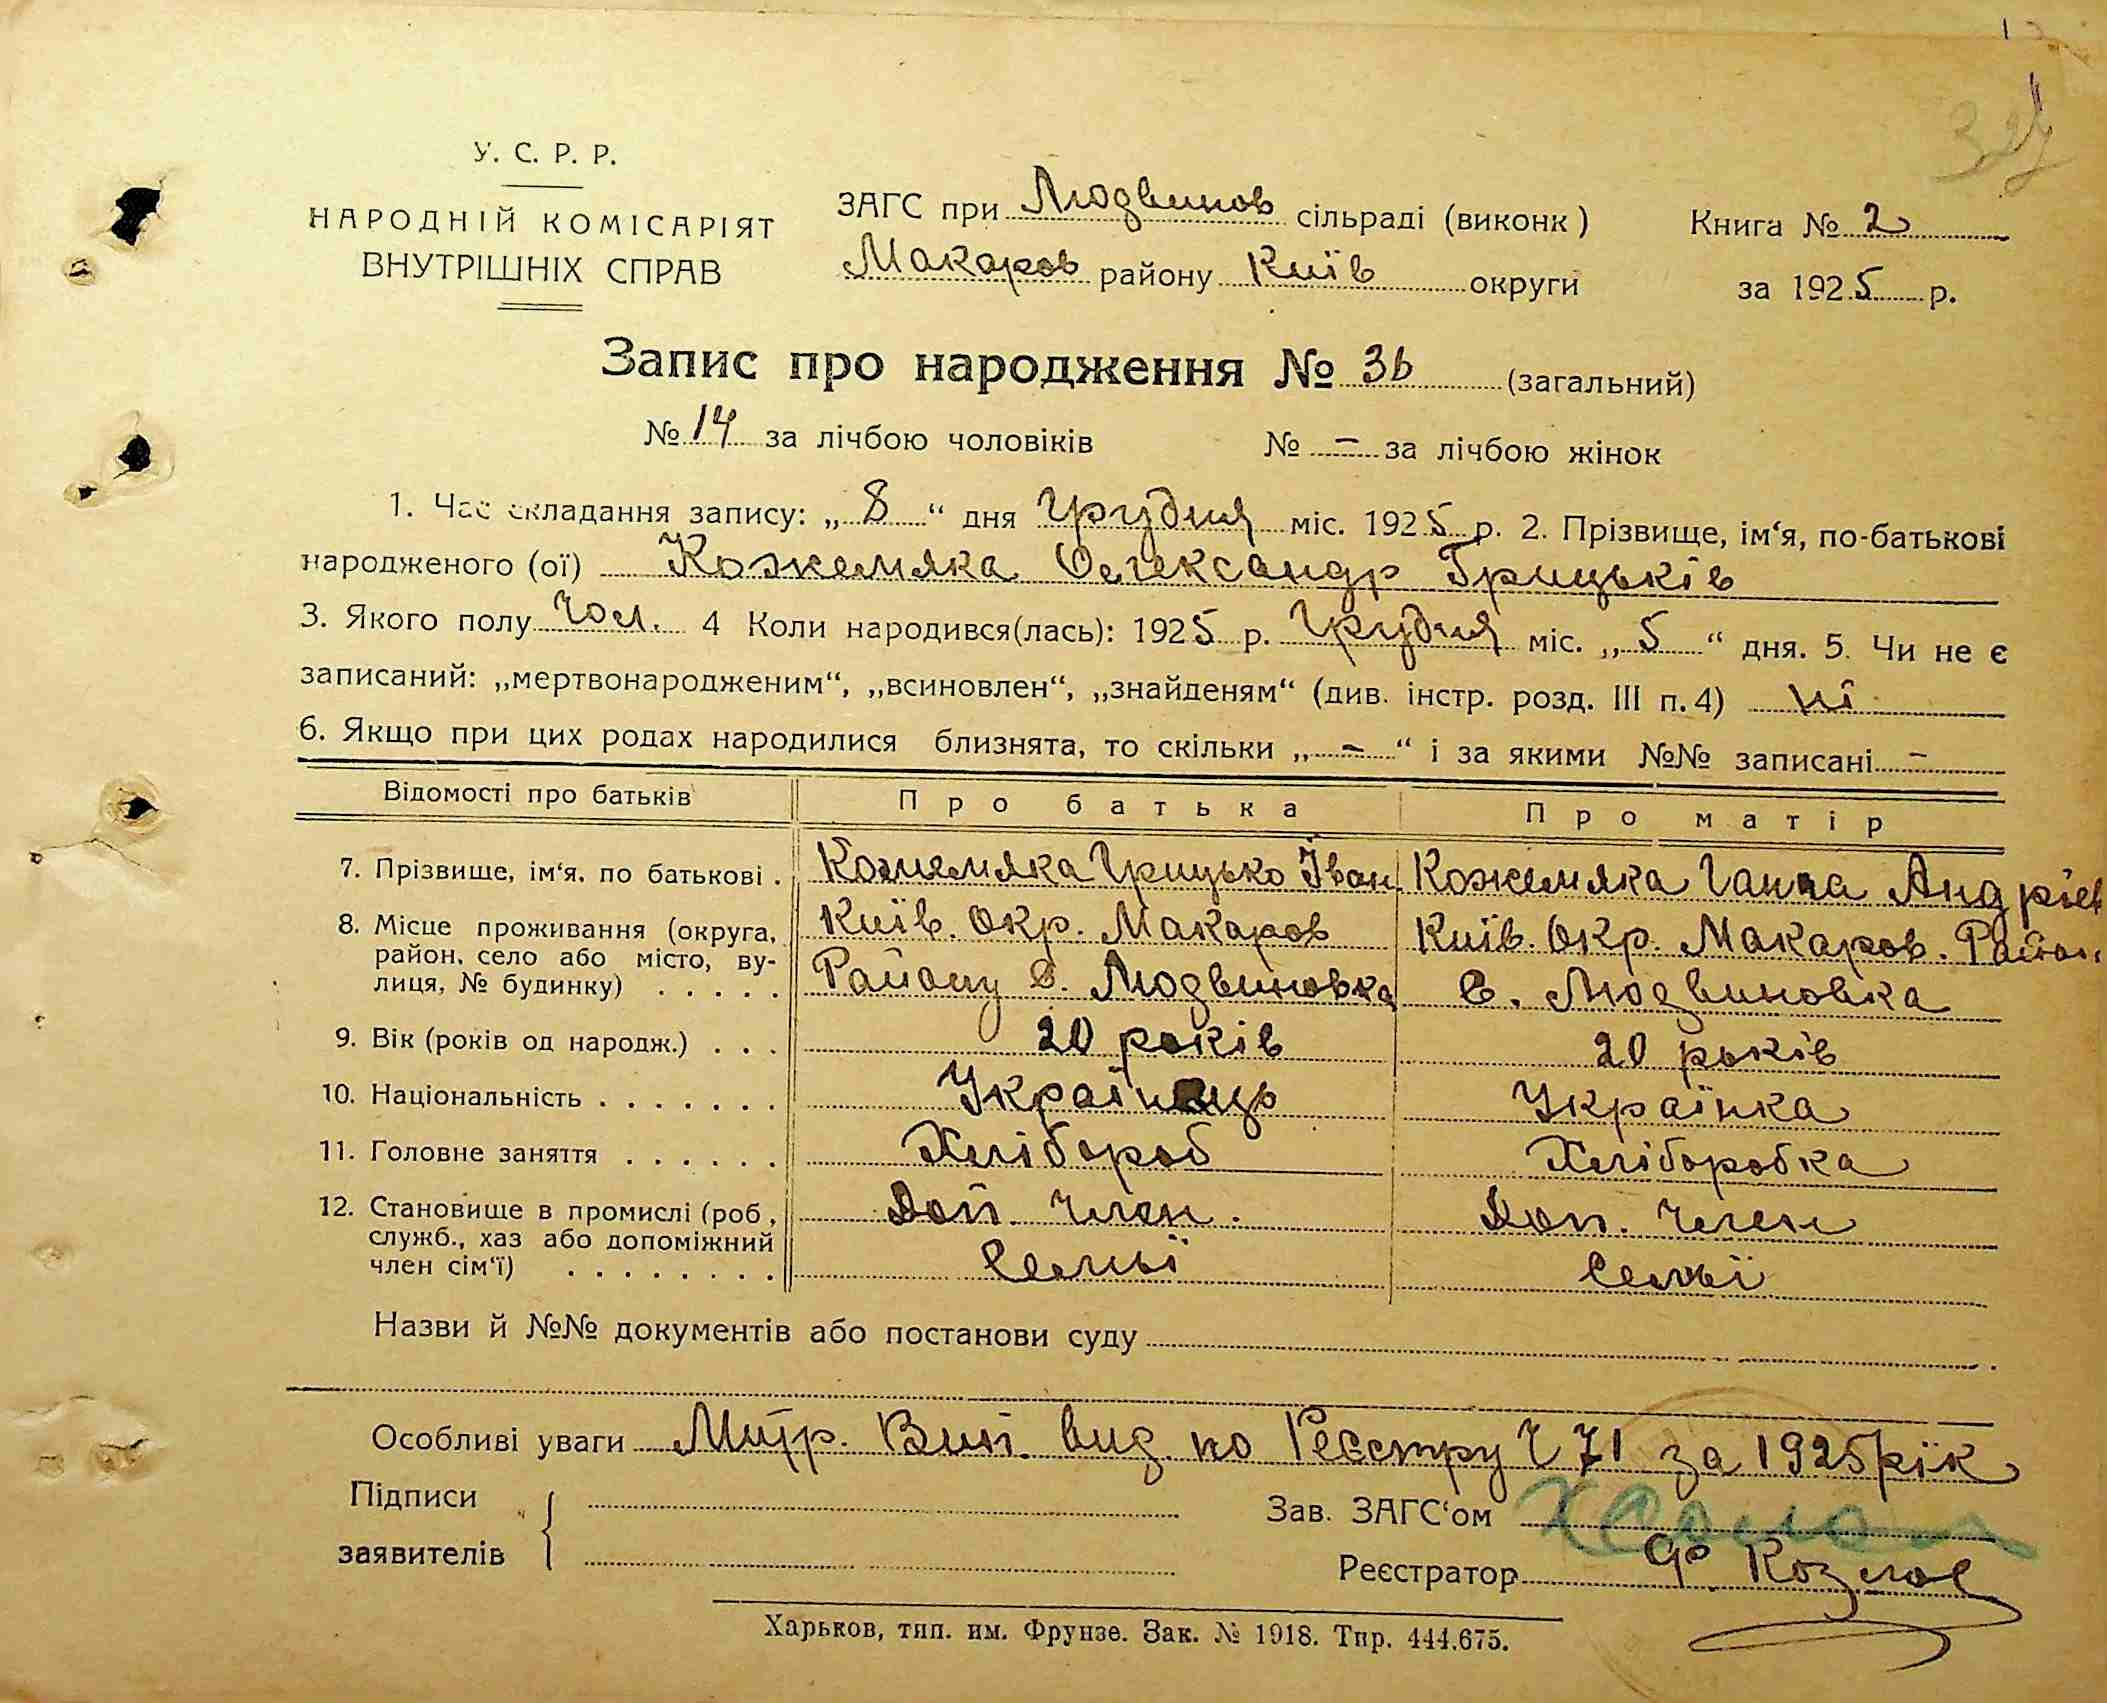 У. С. Р. Р.
НАРОДНІЙ КОМІСАРІЯТ
ВНУТРІШНІХ СПРАВ
ЗАГС при Людвинов сільраді (виконк)
Макаров району Київ округи
Книга № 2
за 1925 р.
Запис про народження № 36 (загальний)
№ 14 за лічбою чоловіків № – за лічбою жінок
1. Час складання запису: „ 8 “ дня Грудня міс. 1925 р. 2. Прізвище, ім‘я, по-батькові
народженого (ої) Кожемяка Олександр Грицьків
3. Якого полу Чол. 4 Коли народився(лась): 1925 р. Грудня міс. „ 5 “ дня. 5. Чи не є
записаний: „мертвонародженим“, „всиновлен“, „знайденям“ (див. інстр. розд. III п. 4) ні
6. Якщо при цих родах народилися близнята, то скільки „ – “ і за якими №№ записані –
Відомості про батьків Про батька Про матір
7. Прізвище, ім‘я, по батькові . Кожемяка Грицько Іван Кожемяка Ганна Андріев
8. Місце проживання (округа, Київ. Окр. Макаров Київ. Окр. Макаров. Район
район, село або місто, ву- Району С. Людвиновка С. Людвиновка
лиця, № будинку) . . . . .
9. Вік (років од народж.) . . . 20 років 20 років
10. Національність . . . . . . . Українець Українка
11. Головне заняття . . . . . . Хлібороб Хлiборобка
12. Становище в промислі (роб., Доп. Член. Доп. Член
служб., хаз або допоміжний Семьї Семьї
член сім‘ї) . . . . . . . .
Назви й №№ документів або постанови суду
Особливі уваги Вип. вид по Реєстру Ч 71 за 1925 рік
Підписи
заявителів
Зав. ЗАГС‘ом
Реєстратор Ф. Козлов
Харьков, тип. им. Фрунзе. Зак. № 1918. Тир. 444.675.